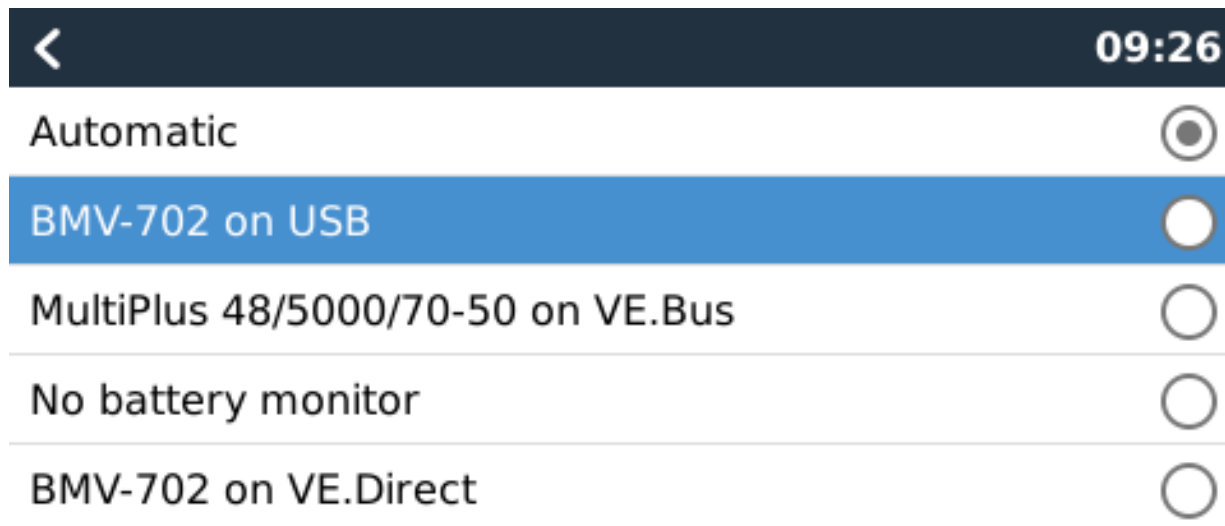 09:26
Automatic
BMV-702 on USB
MultiPlus 48/5000/70-50 on VE.Bus
No battery monitor
BMV-702 on VE.Direct